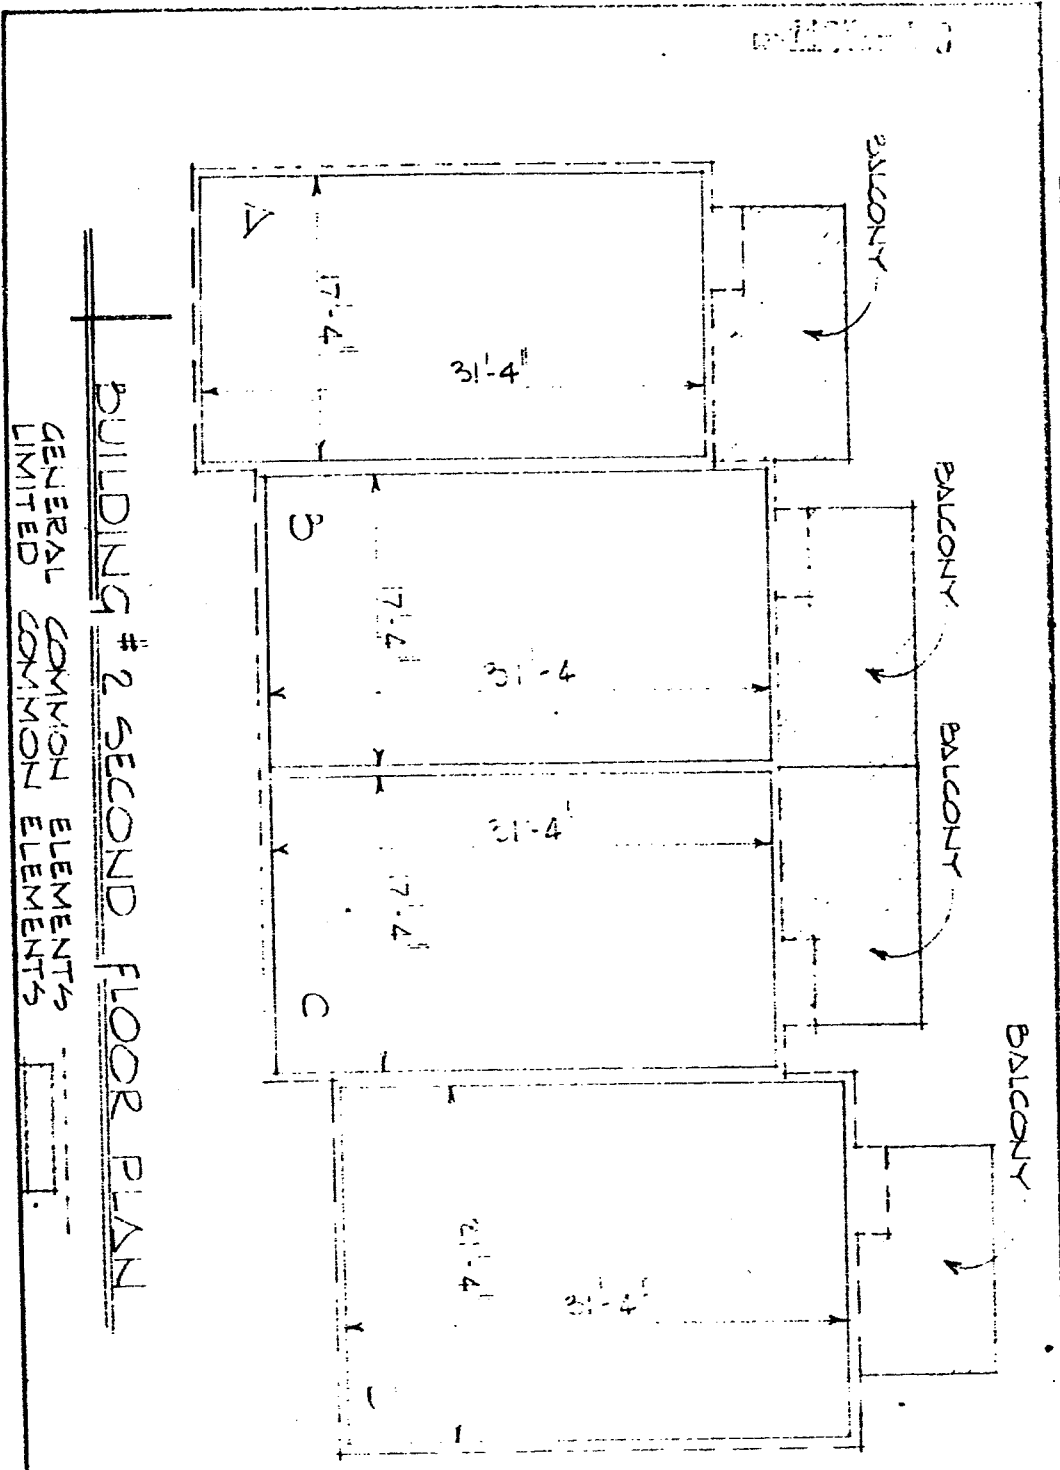 BALCONY
BALCONY
BALCONY
BALCONY
A
17'-4"
31'-4"
B
17'-4"
31'-4
31'-4'
17'-4"
C
21'-4"
31'-4"
BUILDING #2 SECOND FLOOR PLAN
GENERAL COMMON ELEMENTS
LIMITED COMMON ELEMENTS